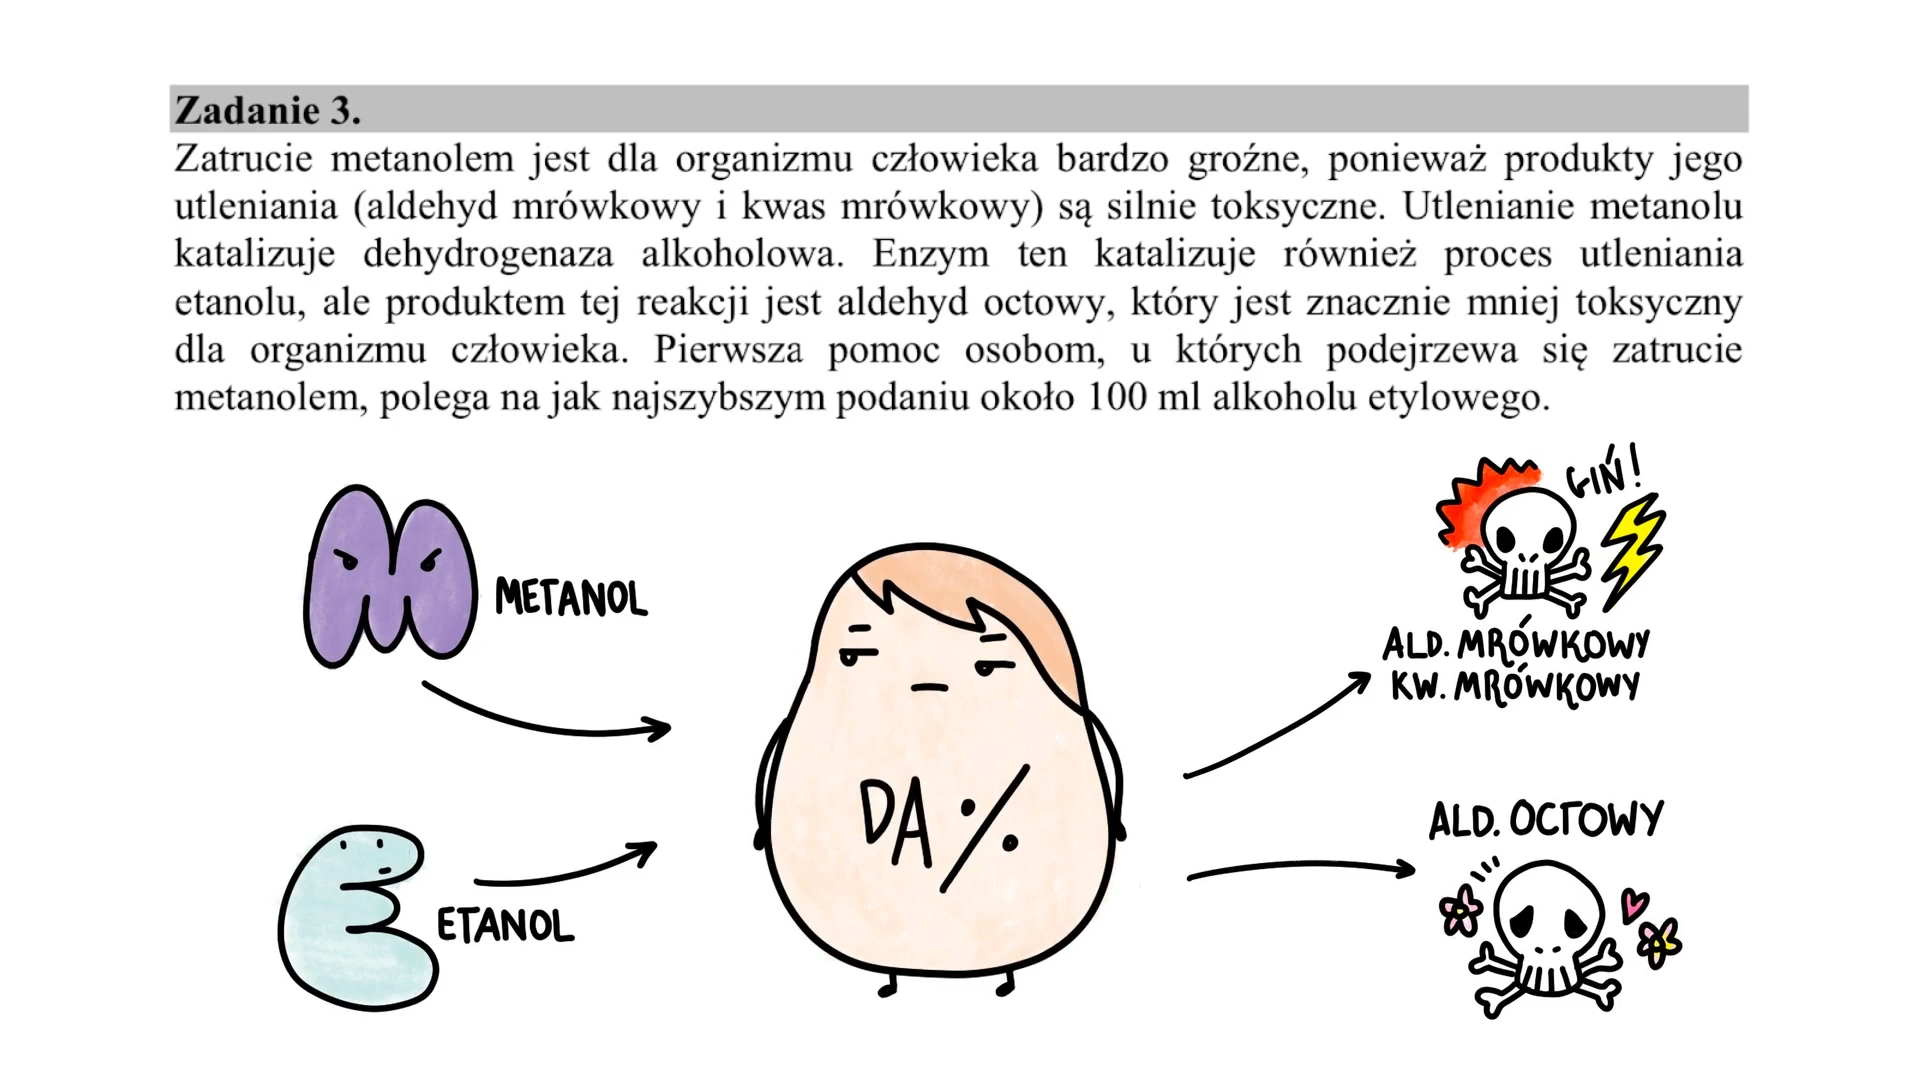 Zadanie 3.
Zatrucie metanolem jest dla organizmu człowieka bardzo groźne, ponieważ produkty jego
utleniania (aldehyd mrówkowy i kwas mrówkowy) są silnie toksyczne. Utlenianie metanolu
katalizuje dehydrogenaza alkoholowa. Enzym ten katalizuje również proces utleniania
etanolu, ale produktem tej reakcji jest aldehyd octowy, który jest znacznie mniej toksyczny
dla organizmu człowieka. Pierwsza pomoc osobom, u których podejrzewa się zatrucie
metanolem, polega na jak najszybszym podaniu około 100 ml alkoholu etylowego.
GIŃ!
M
METANOL
ALD. MRÓWKOWY
KW. MRÓWKOWY
DA %
ALD. OCTOWY
E
ETANOL